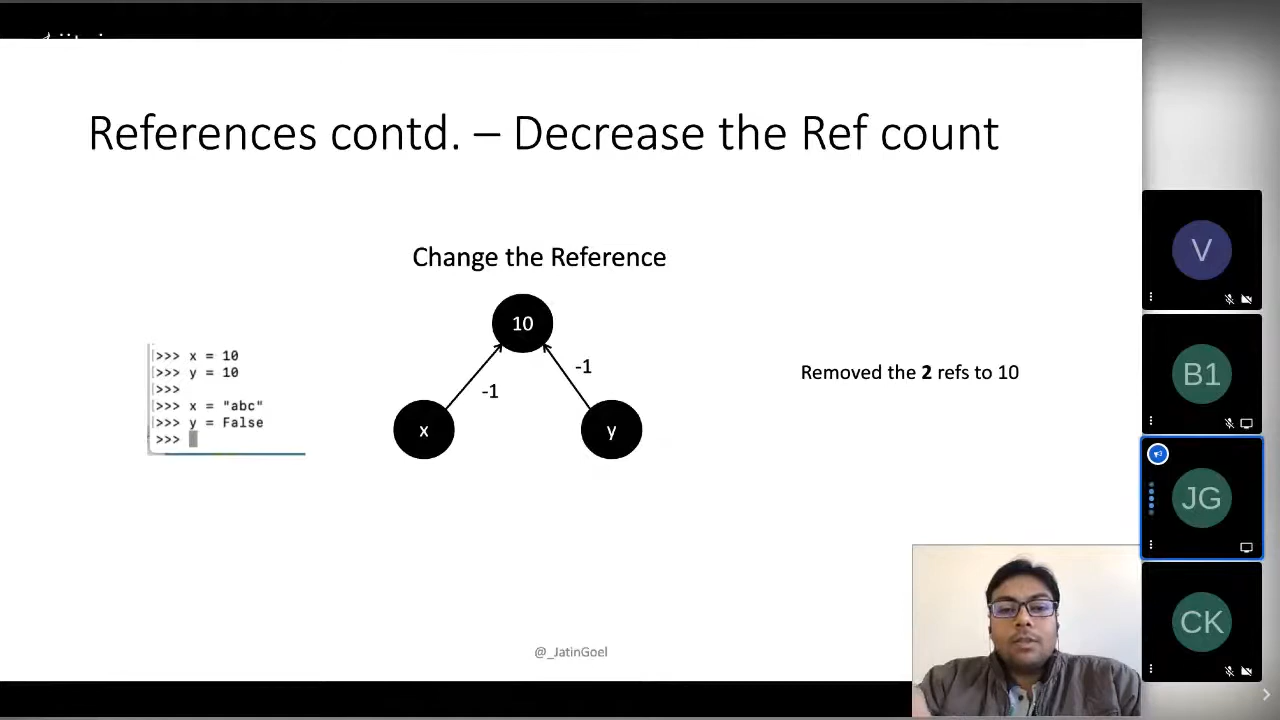 References contd. – Decrease the Ref count
Change the Reference
10
>>> x = 10
>>> y = 10
>>>
>>> x = "abc"
>>> y = False
>>>
-1
-1
Removed the 2 refs to 10
x
y
@_JatinGoel
V
B1
JG
CK